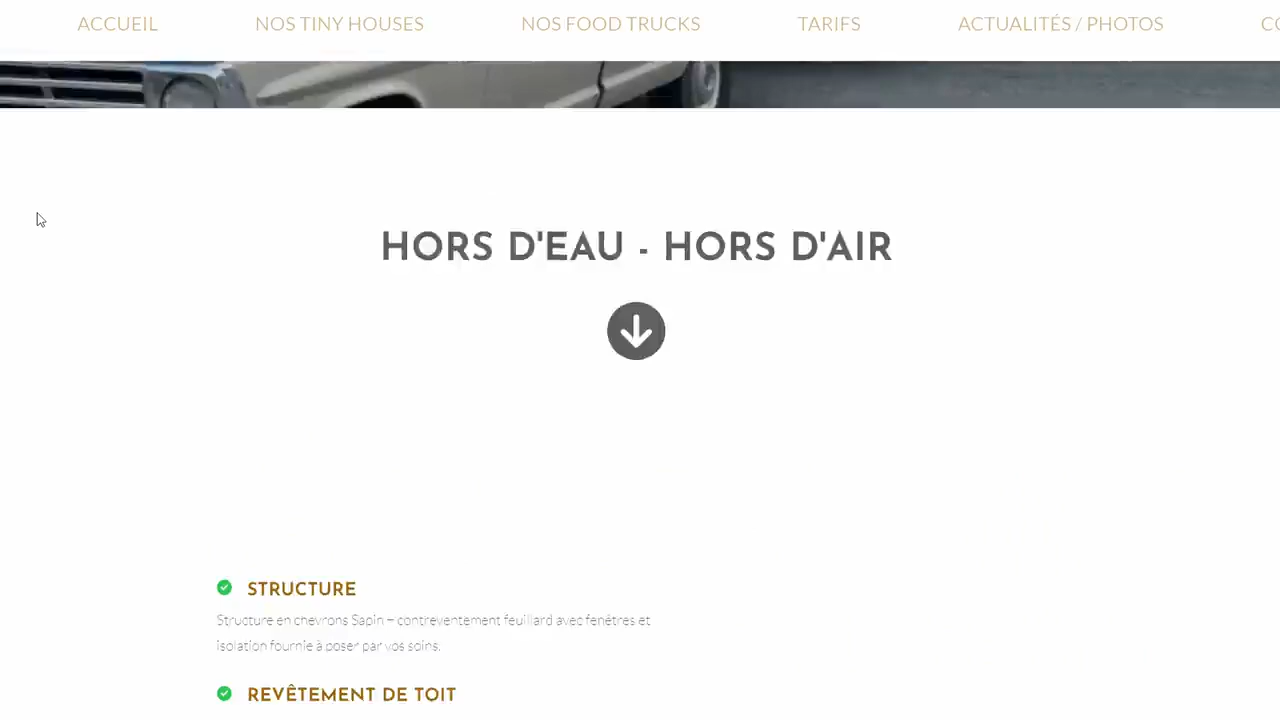 ACCUEIL NOS TINY HOUSES NOS FOOD TRUCKS TARIFS ACTUALITÉS / PHOTOS
HORS D'EAU - HORS D'AIR
STRUCTURE
Structure en chevrons Sapin – contreventement feuillard avec fenêtres et
isolation fournie à poser par vos soins.
REVÊTEMENT DE TOIT